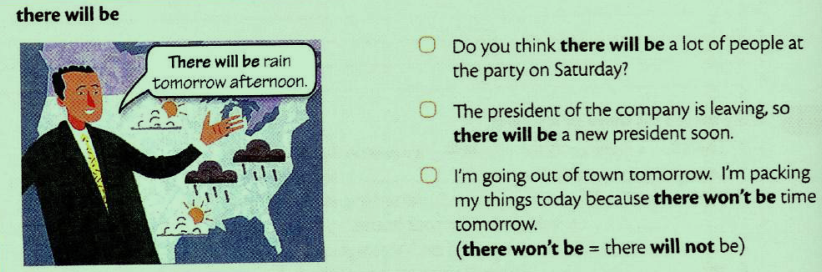 there will be
There will be rain
tomorrow afternoon.
Do you think there will be a lot of people at
the party on Saturday?
The president of the company is leaving, so
there will be a new president soon.
I'm going out of town tomorrow. I'm packing
my things today because there won't be time
tomorrow.
(there won't be = there will not be)